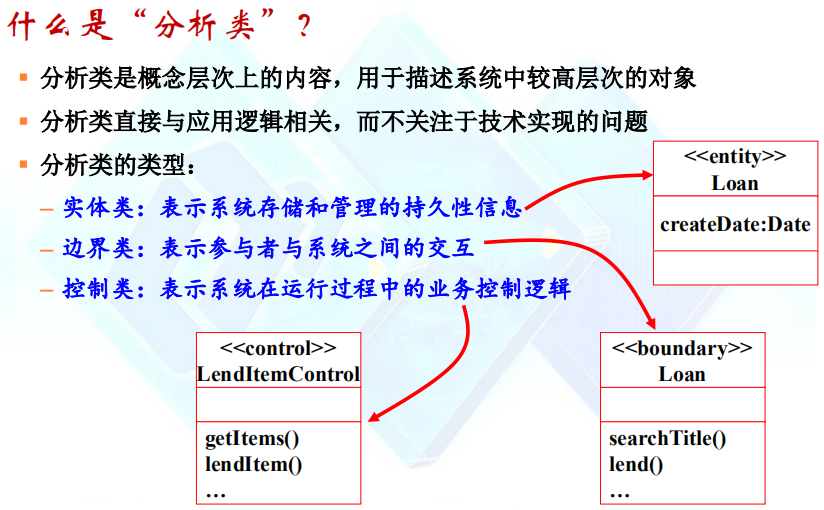 什么是“分析类”？
分析类是概念层次上的内容，用于描述系统中较高层次的对象
分析类直接与应用逻辑相关，而不关注于技术实现的问题
分析类的类型：
– 实体类：表示系统存储和管理的持久性信息
– 边界类：表示参与者与系统之间的交互
– 控制类：表示系统在运行过程中的业务控制逻辑
<<entity>>
Loan
createDate:Date
<<control>>
LendItemControl
getItems()
lendItem()
…
<<boundary>>
Loan
searchTitle()
lend()
…